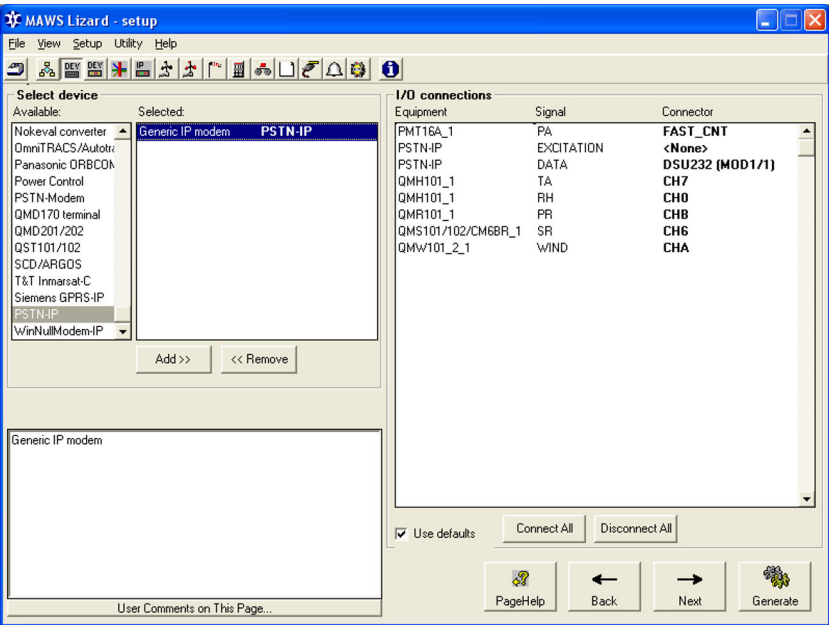 MAWS Lizard - setup
File View Setup Utility Help
DEV DEV IP
Select device
Available: Selected:
Nokeval converter
OmniTRACS/Autotra
Panasonic ORBCOM
Power Control
PSTN-Modem
QMD170 terminal
QMD201/202
QST101/102
SCD/ARGOS
T&T Inmarsat-C
Siemens GPRS-IP
PSTN-IP
WinNullModem-IP
Generic IP modem PSTN-IP
Add >> << Remove
Generic IP modem
User Comments on This Page...
I/O connections
Equipment Signal Connector
PMT16A_1 PA FAST_CNT
PSTN-IP EXCITATION <None>
PSTN-IP DATA DSU232 (MOD1/1)
QMH101_1 TA CH7
QMH101_1 RH CH0
QMR101_1 PR CHB
QMS101/102/CM6BR_1 SR CH6
QMW101_2_1 WIND CHA
Use defaults Connect All Disconnect All
PageHelp Back Next Generate